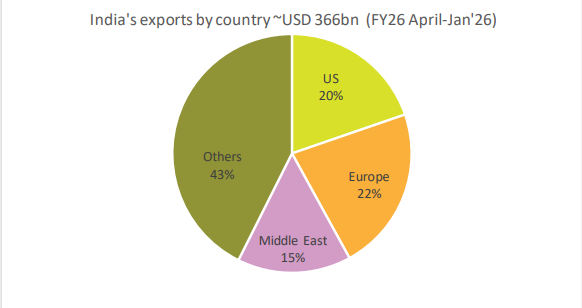 India's exports by country ~USD 366bn  (FY26 April-Jan'26)
US
20%
Europe
22%
Middle East
15%
Others
43%